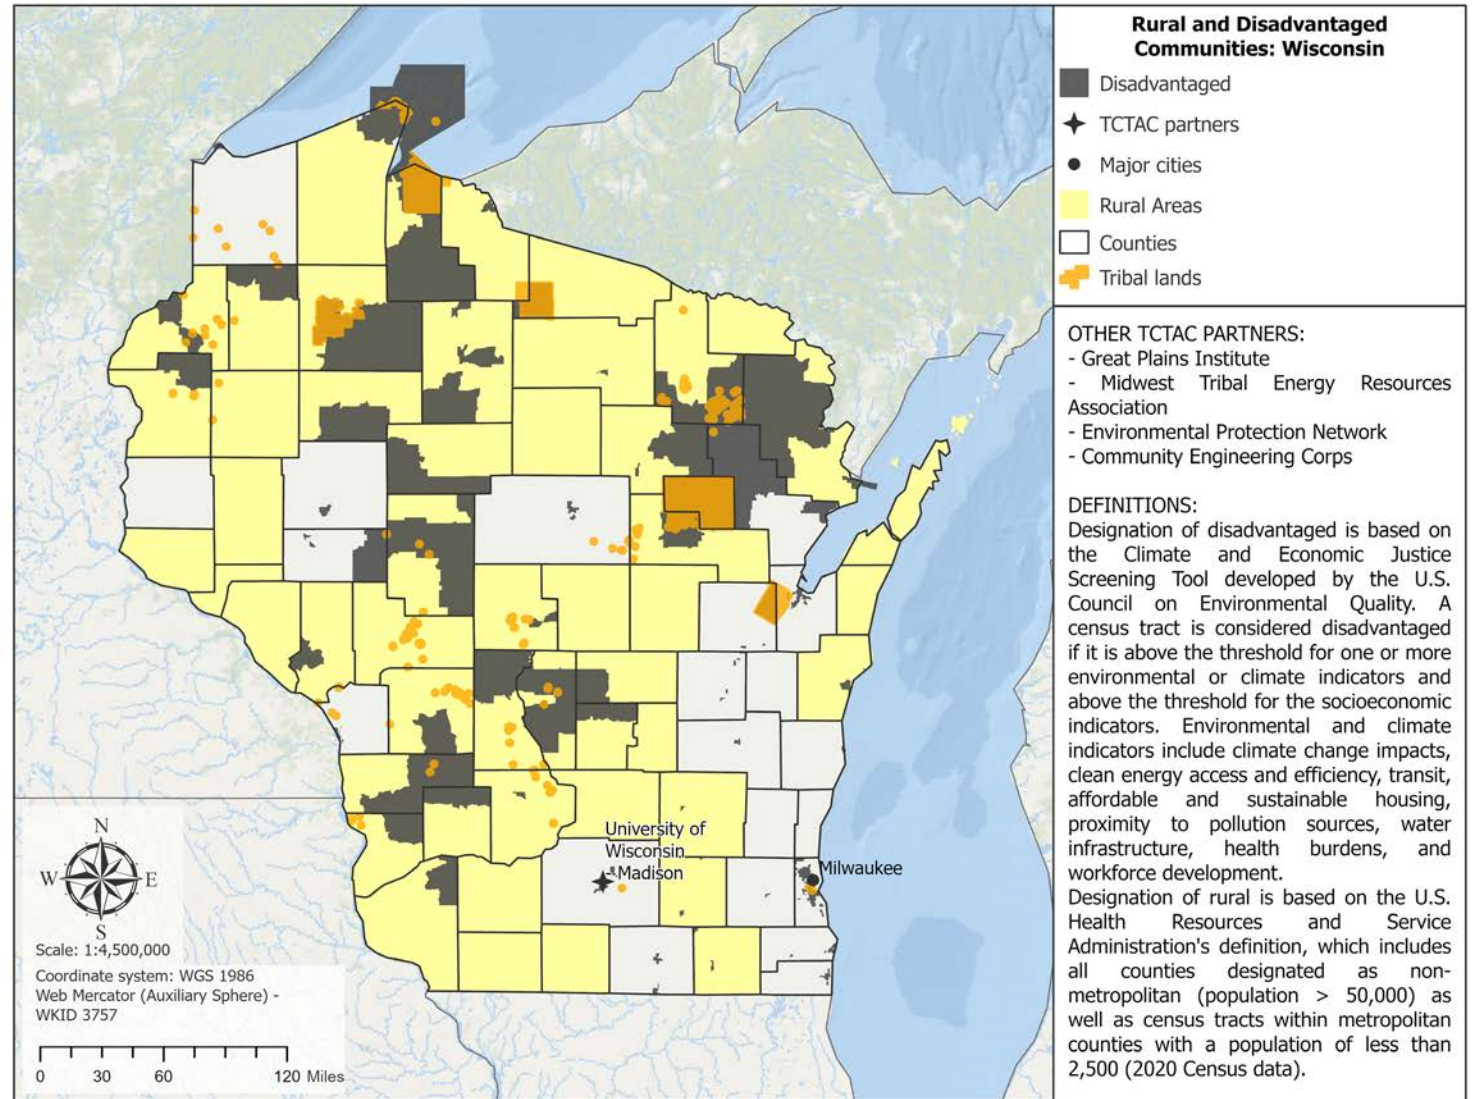 Rural and Disadvantaged
Communities: Wisconsin
Disadvantaged
TCTAC partners
Major cities
Rural Areas
Counties
Tribal lands
OTHER TCTAC PARTNERS:
- Great Plains Institute
- Midwest Tribal Energy Resources
Association
- Environmental Protection Network
- Community Engineering Corps
DEFINITIONS:
Designation of disadvantaged is based on
the Climate and Economic Justice
Screening Tool developed by the U.S.
Council on Environmental Quality. A
census tract is considered disadvantaged
if it is above the threshold for one or more
environmental or climate indicators and
above the threshold for the socioeconomic
indicators. Environmental and climate
indicators include climate change impacts,
clean energy access and efficiency, transit,
affordable and sustainable housing,
proximity to pollution sources, water
infrastructure, health burdens, and
workforce development.
Designation of rural is based on the U.S.
Health Resources and Service
Administration's definition, which includes
all counties designated as non-
metropolitan (population > 50,000) as
well as census tracts within metropolitan
counties with a population of less than
2,500 (2020 Census data).
University of
Wisconsin
Madison
Milwaukee
N
W E
S
Scale: 1:4,500,000
Coordinate system: WGS 1986
Web Mercator (Auxiliary Sphere) -
WKID 3757
0 30 60 120 Miles